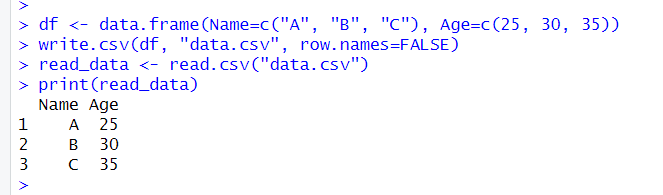 >
> df <- data.frame(Name=c("A", "B", "C"), Age=c(25, 30, 35))
> write.csv(df, "data.csv", row.names=FALSE)
> read_data <- read.csv("data.csv")
> print(read_data)
  Name Age
1    A  25
2    B  30
3    C  35
>